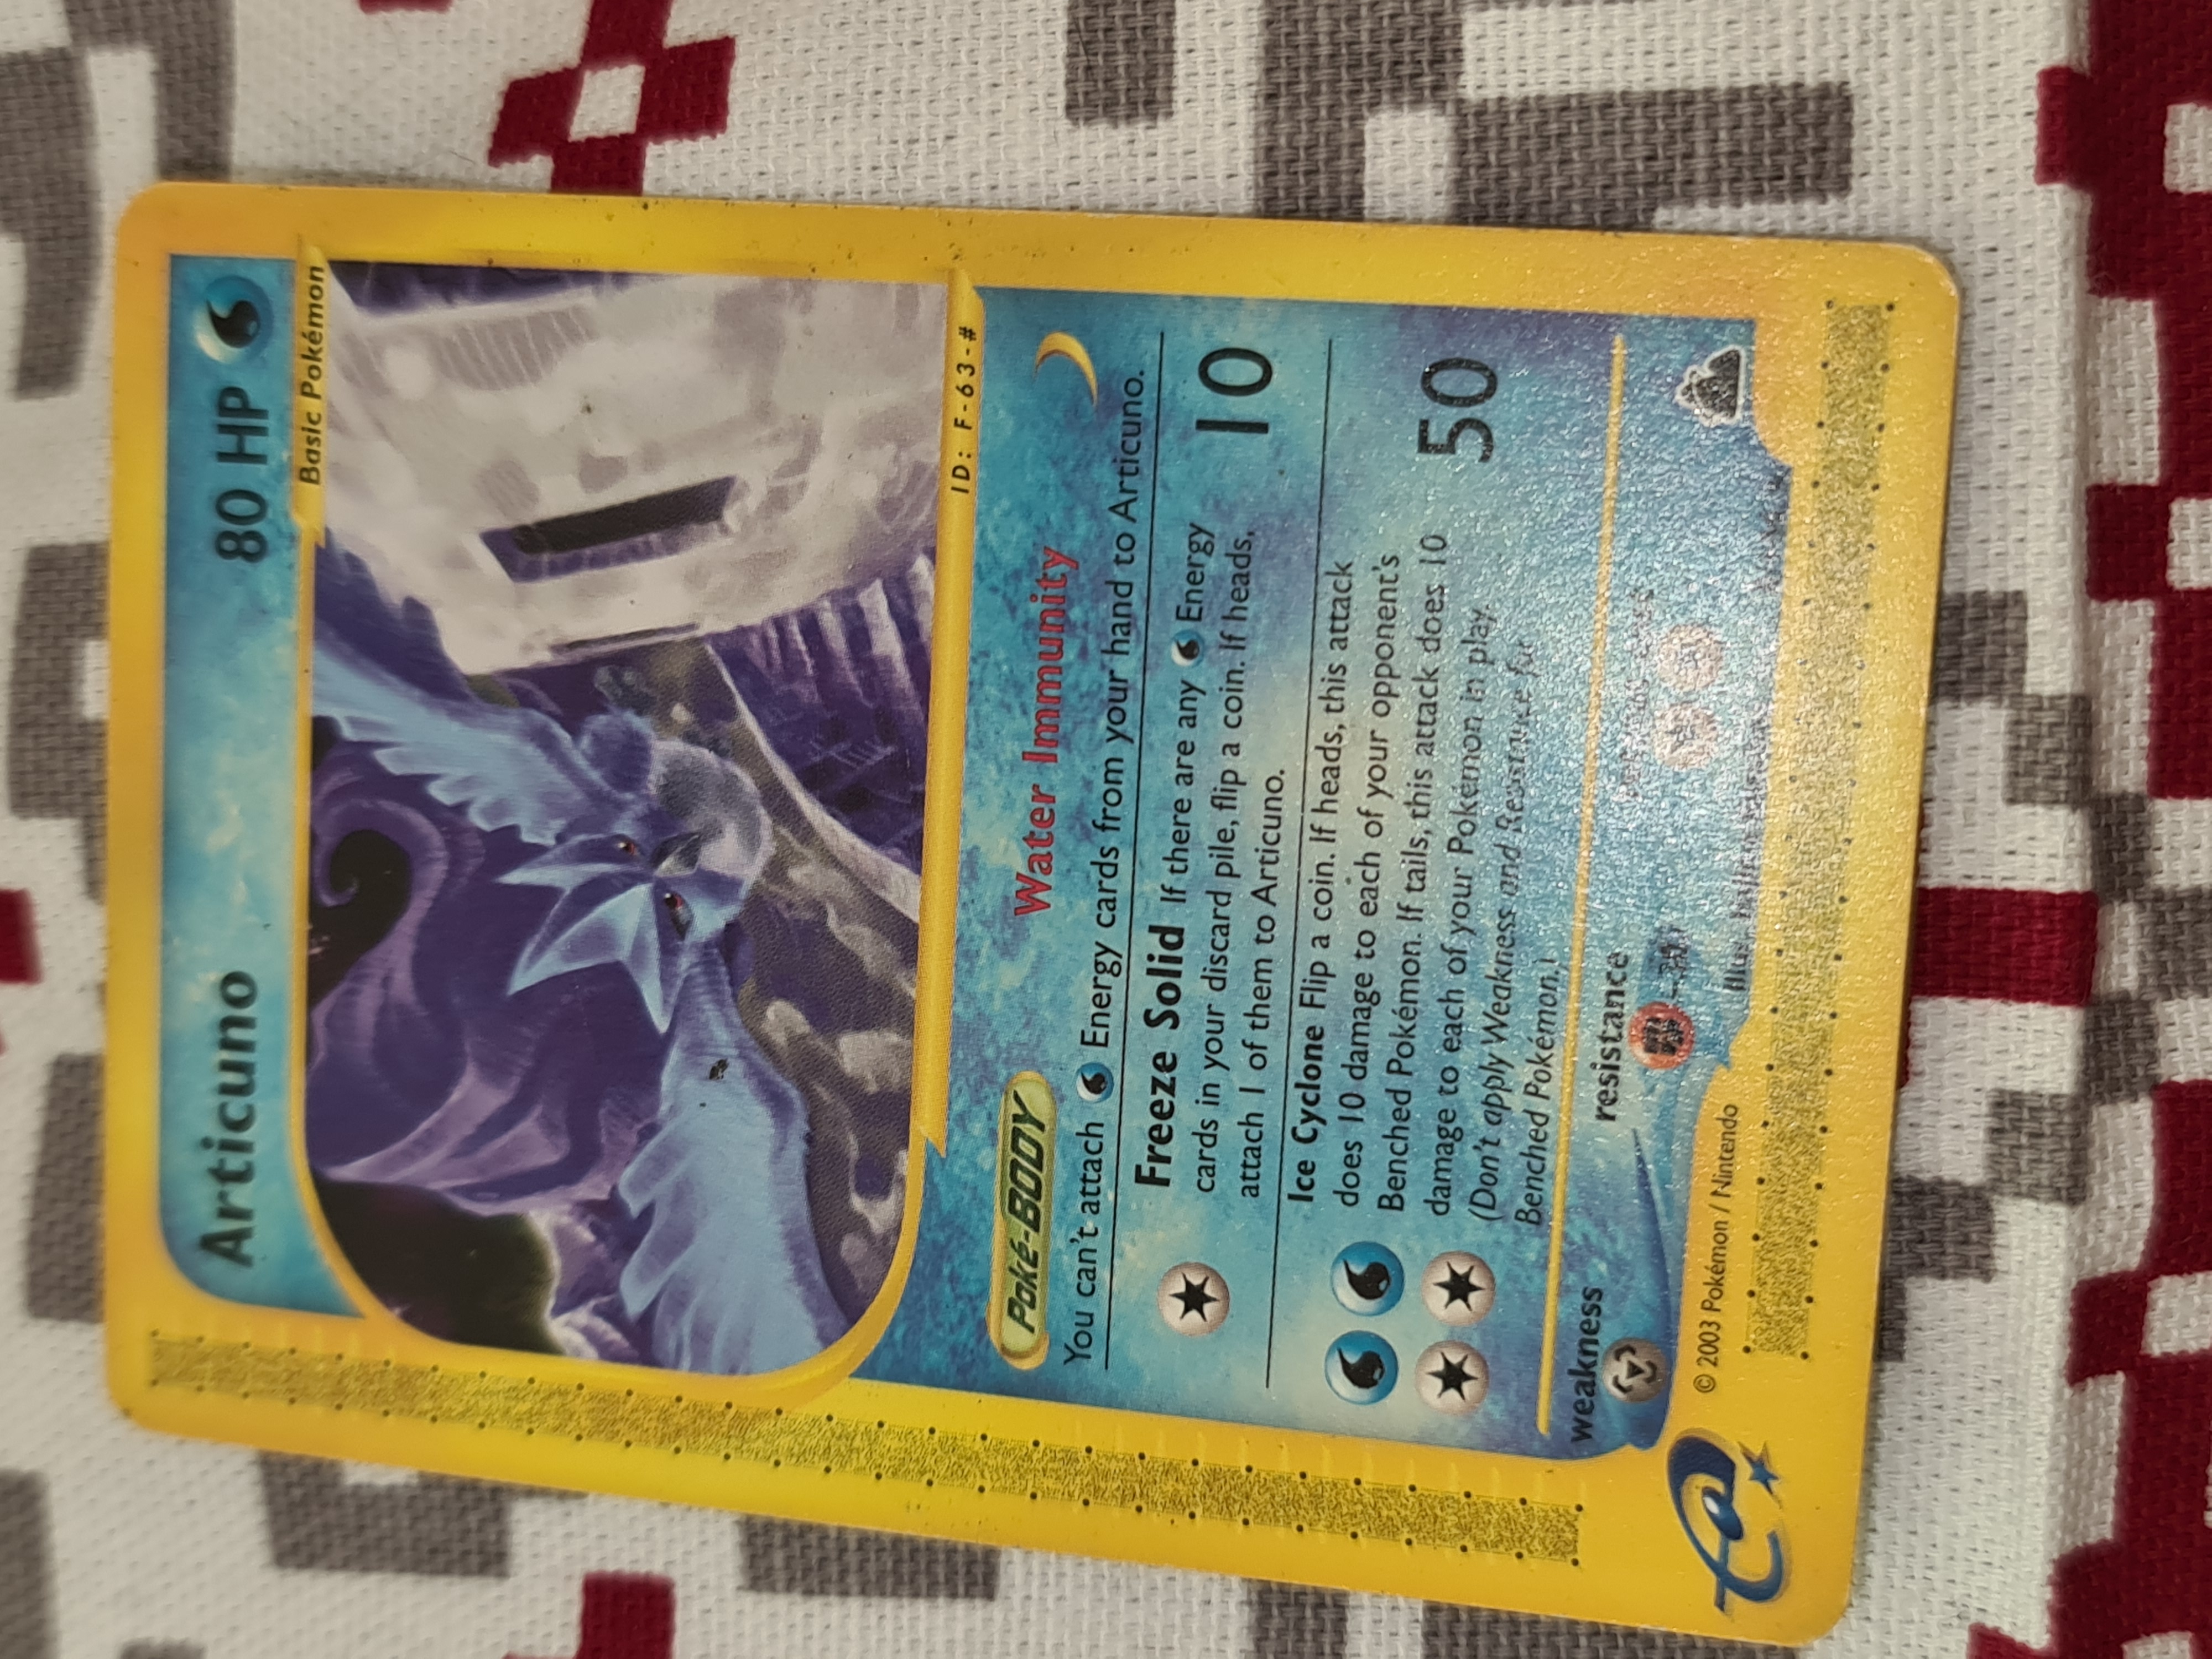 Articuno 80 HP
Basic Pokémon
ID: F-63-#
Poké-BODY Water Immunity
You can't attach Energy cards from your hand to Articuno.
Freeze Solid If there are any Energy
cards in your discard pile, flip a coin. If heads,
attach 1 of them to Articuno.
10
Ice Cyclone Flip a coin. If heads, this attack
does 10 damage to each of your opponent's
Benched Pokémon. If tails, this attack does 10
damage to each of your Pokémon in play.
(Don't apply Weakness and Resistance for
Benched Pokémon.)
50
weakness resistance
-30
Illus.
© 2003 Pokémon / Nintendo
e